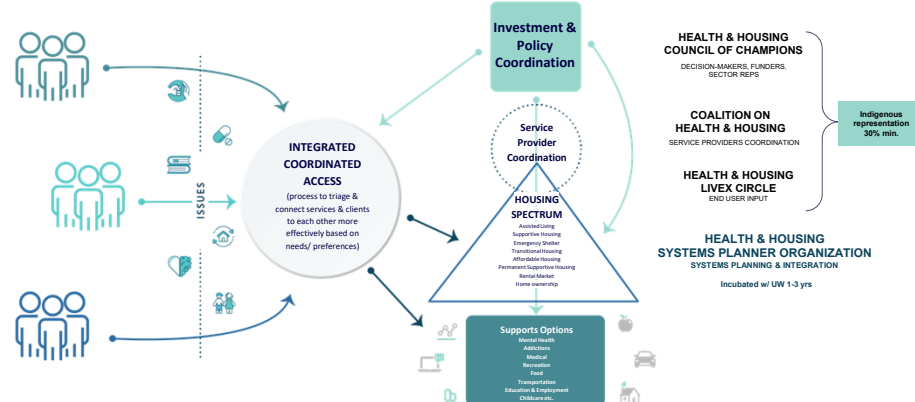 ISSUES
INTEGRATED
COORDINATED
ACCESS
(process to triage &
connect services & clients
to each other more
effectively based on
needs/ preferences)
Investment &
Policy
Coordination
Service
Provider
Coordination
HOUSING
SPECTRUM
Assisted Living
Supportive Housing
Emergency Shelter
Transitional Housing
Affordable Housing
Permanent Supportive Housing
Rental Market
Home ownership
Supports Options
Mental Health
Addictions
Medical
Recreation
Food
Transportation
Education & Employment
Childcare etc.
HEALTH & HOUSING
COUNCIL OF CHAMPIONS
DECISION-MAKERS, FUNDERS,
SECTOR REPS
COALITION ON
HEALTH & HOUSING
SERVICE PROVIDERS COORDINATION
HEALTH & HOUSING
LIVEX CIRCLE
END USER INPUT
Indigenous
representation
30% min.
HEALTH & HOUSING
SYSTEMS PLANNER ORGANIZATION
SYSTEMS PLANNING & INTEGRATION
Incubated w/ UW 1-3 yrs